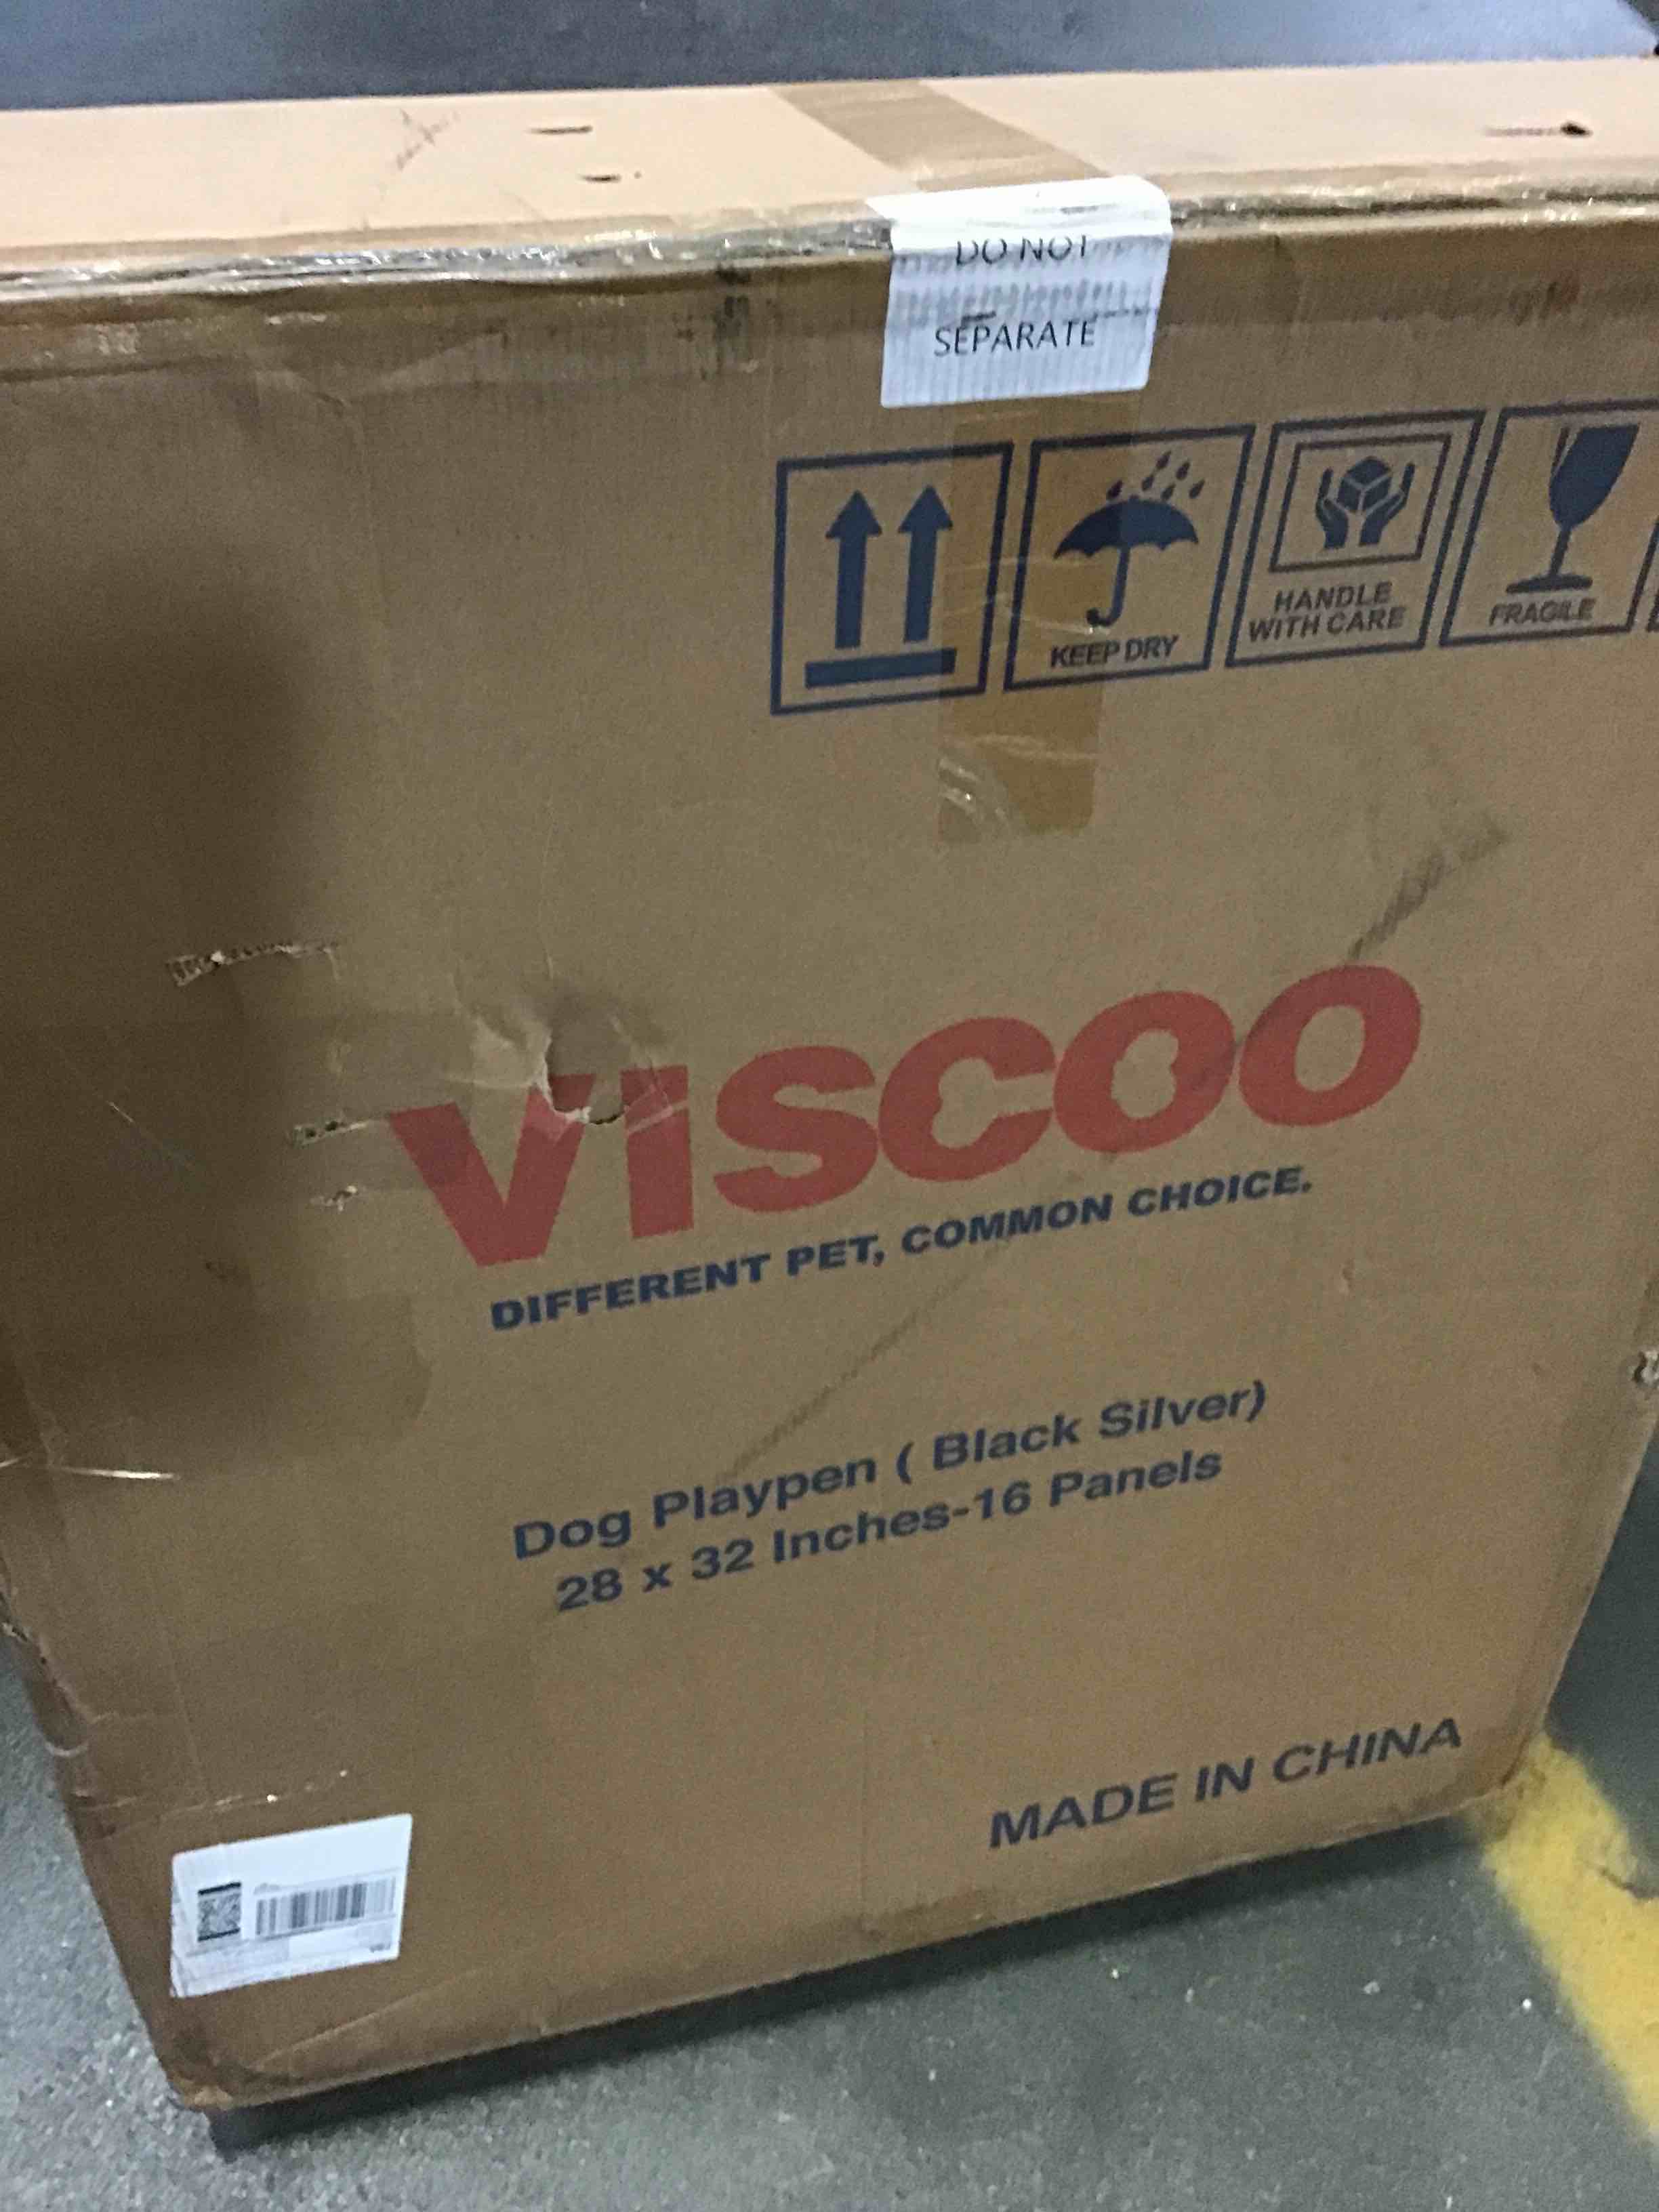 DO NOT
SEPARATE
KEEP DRY
HANDLE
WITH CARE
FRAGILE
VISCOO
DIFFERENT PET, COMMON CHOICE.
Dog Playpen ( Black Silver)
28 x 32 Inches-16 Panels
MADE IN CHINA